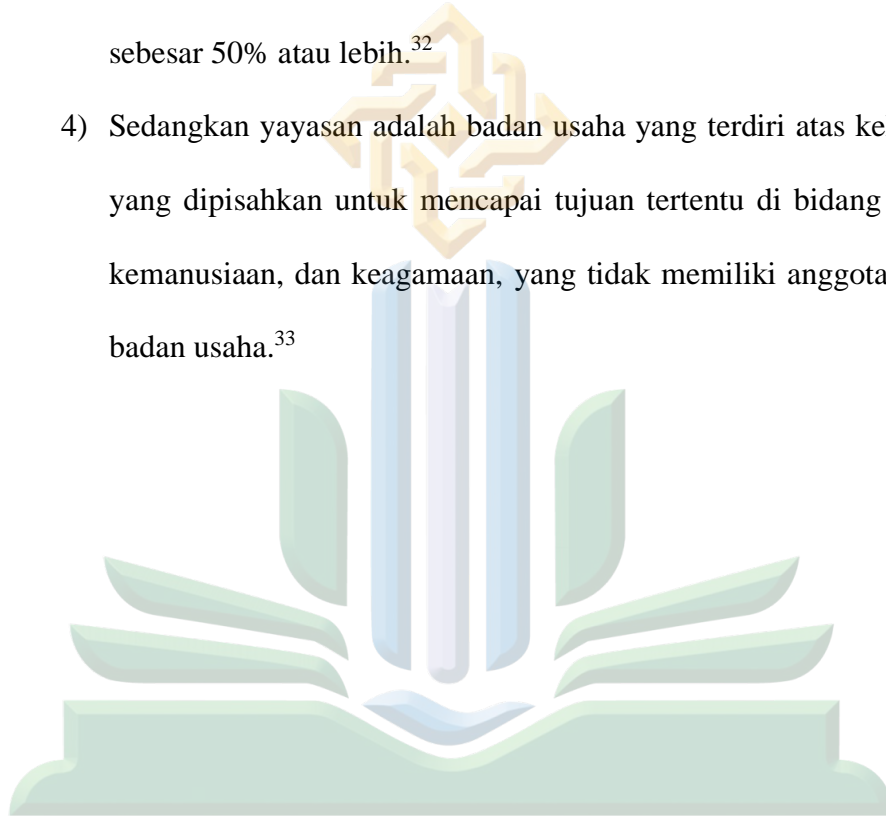 sebesar 50% atau lebih.32
4) Sedangkan yayasan adalah badan usaha yang terdiri atas
yang dipisahkan untuk mencapai tujuan tertentu di bidang
kemanusiaan, dan keagamaan, yang tidak memiliki anggota
badan usaha.33